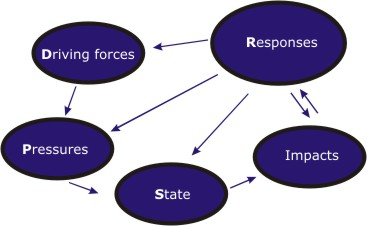 Responses
Driving forces
Pressures
Impacts
State